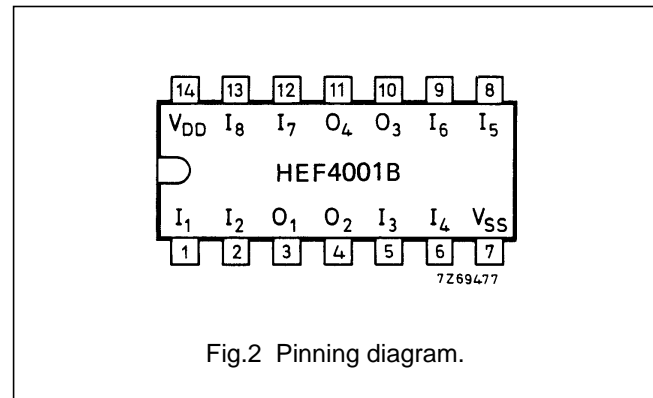 14 13 12 11 10 9 8
VDD I8 I7 O4 O3 I6 I5
HEF4001B
I1 I2 O1 O2 I3 I4 VSS
1 2 3 4 5 6 7
7Z69477
Fig.2 Pinning diagram.